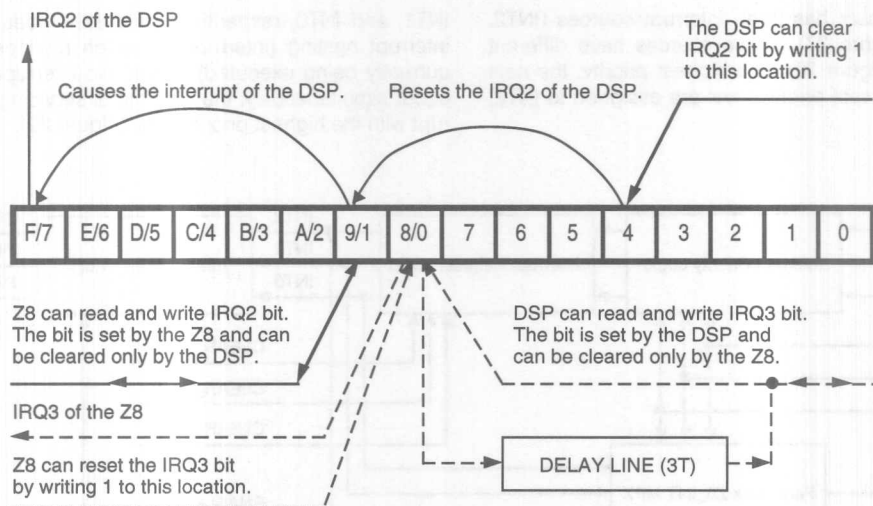 IRQ2 of the DSP
The DSP can clear
IRQ2 bit by writing 1
to this location.
Causes the interrupt of the DSP.
Resets the IRQ2 of the DSP.
F/7 E/6 D/5 C/4 B/3 A/2 9/1 8/0 7 6 5 4 3 2 1 0
Z8 can read and write IRQ2 bit.
The bit is set by the Z8 and can
be cleared only by the DSP.
DSP can read and write IRQ3 bit.
The bit is set by the DSP and
can be cleared only by the Z8.
IRQ3 of the Z8
Z8 can reset the IRQ3 bit
by writing 1 to this location.
DELAY LINE (3T)